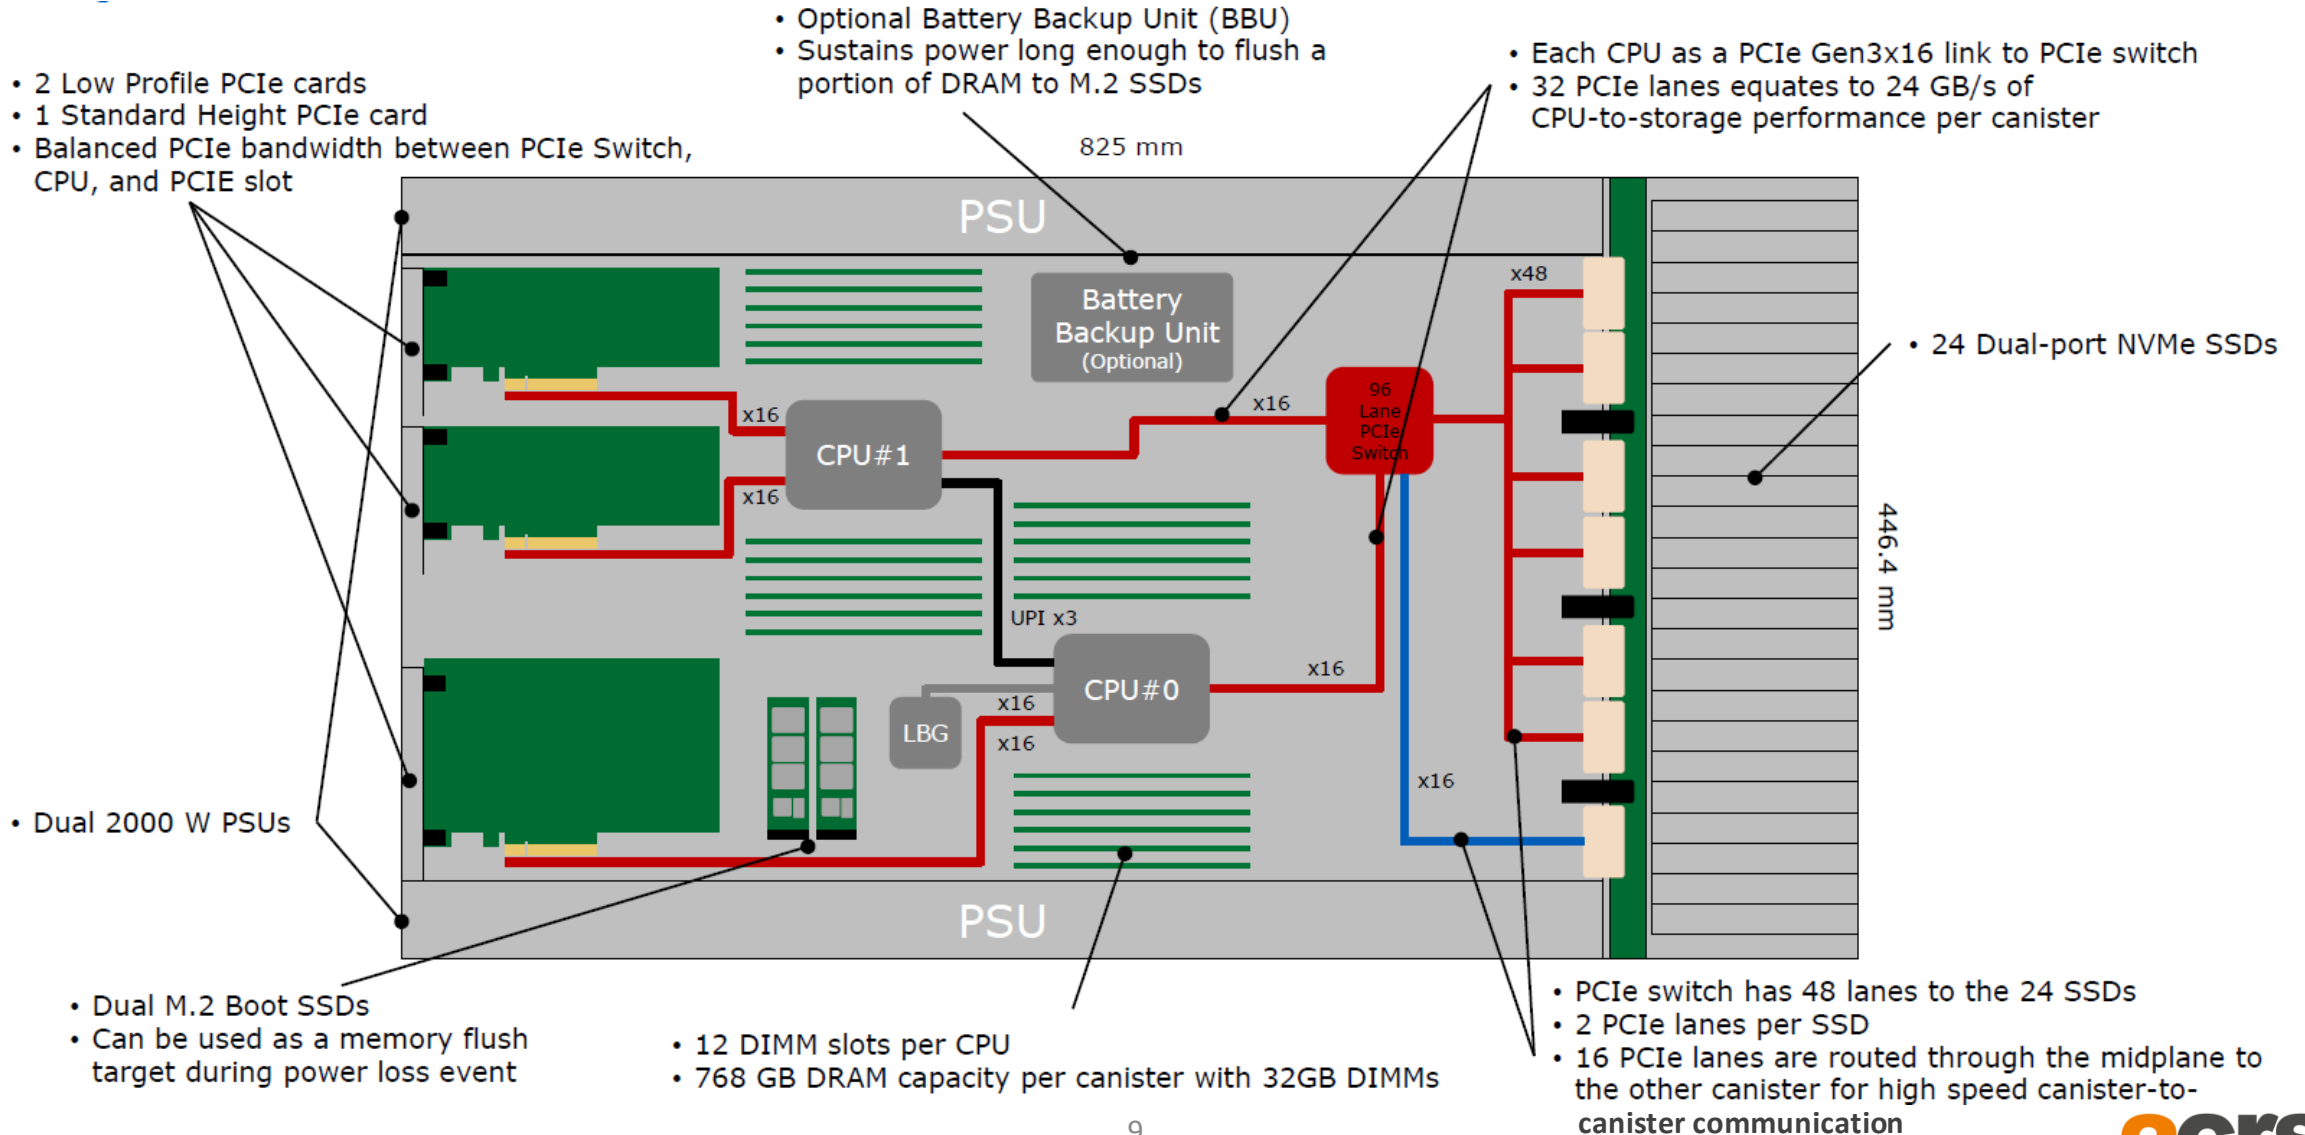 • Optional Battery Backup Unit (BBU)
• Sustains power long enough to flush a
portion of DRAM to M.2 SSDs
• Each CPU as a PCIe Gen3x16 link to PCIe switch
• 32 PCIe lanes equates to 24 GB/s of
CPU-to-storage performance per canister
• 2 Low Profile PCIe cards
• 1 Standard Height PCIe card
• Balanced PCIe bandwidth between PCIe Switch,
CPU, and PCIE slot
825 mm
PSU
Battery
Backup Unit
(Optional)
x48
• 24 Dual-port NVMe SSDs
x16
x16
96
Lane
PCIe
Switch
CPU#1
x16
446.4 mm
UPI x3
x16
CPU#0
x16
LBG
x16
x16
• Dual 2000 W PSUs
PSU
• Dual M.2 Boot SSDs
• Can be used as a memory flush
target during power loss event
• 12 DIMM slots per CPU
• 768 GB DRAM capacity per canister with 32GB DIMMs
• PCIe switch has 48 lanes to the 24 SSDs
• 2 PCIe lanes per SSD
• 16 PCIe lanes are routed through the midplane to
the other canister for high speed canister-to-
canister communication
9